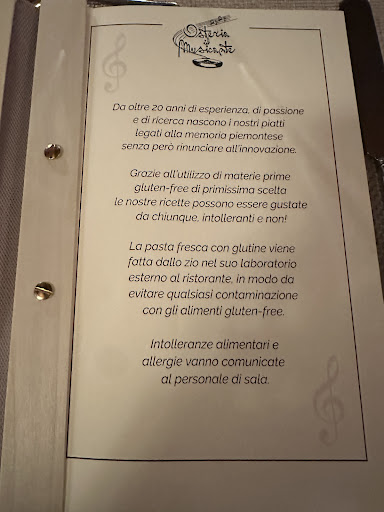 Osteria
il
Musicante
Da oltre 20 anni di esperienza, di passione
e di ricerca nascono i nostri piatti
legati alla memoria piemontese
senza però rinunciare all'innovazione.
Grazie all'utilizzo di materie prime
gluten-free di primissima scelta
le nostre ricette possono essere gustate
da chiunque, intolleranti e non!
La pasta fresca con glutine viene
fatta dallo zio nel suo laboratorio
esterno al ristorante, in modo da
evitare qualsiasi contaminazione
con gli alimenti gluten-free.
Intolleranze alimentari e
allergie vanno comunicate
al personale di sala.